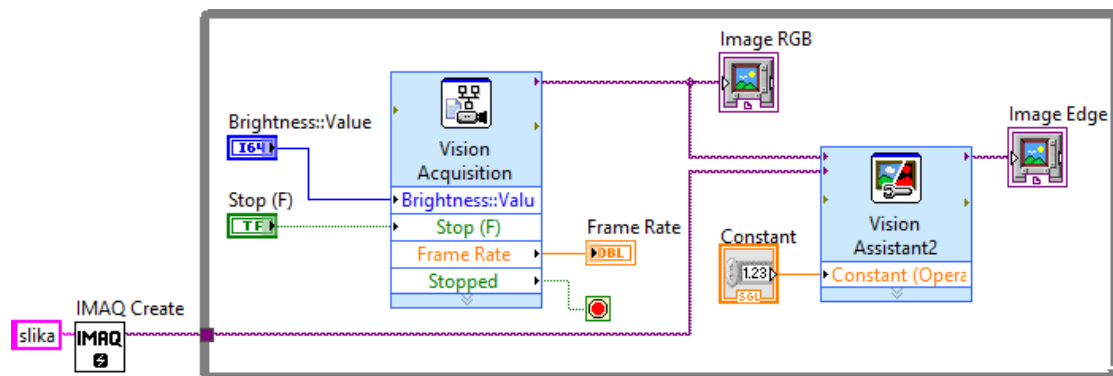 Image RGB
Image Edge
Brightness::Value
I64
Vision
Acquisition
Brightness::Valu
Stop (F)
TF
Stop (F)
Frame Rate
Stopped
Frame Rate
DBL
Constant
1.23
SGL
Vision
Assistant2
Constant (Opera
IMAQ Create
slika
IMAQ